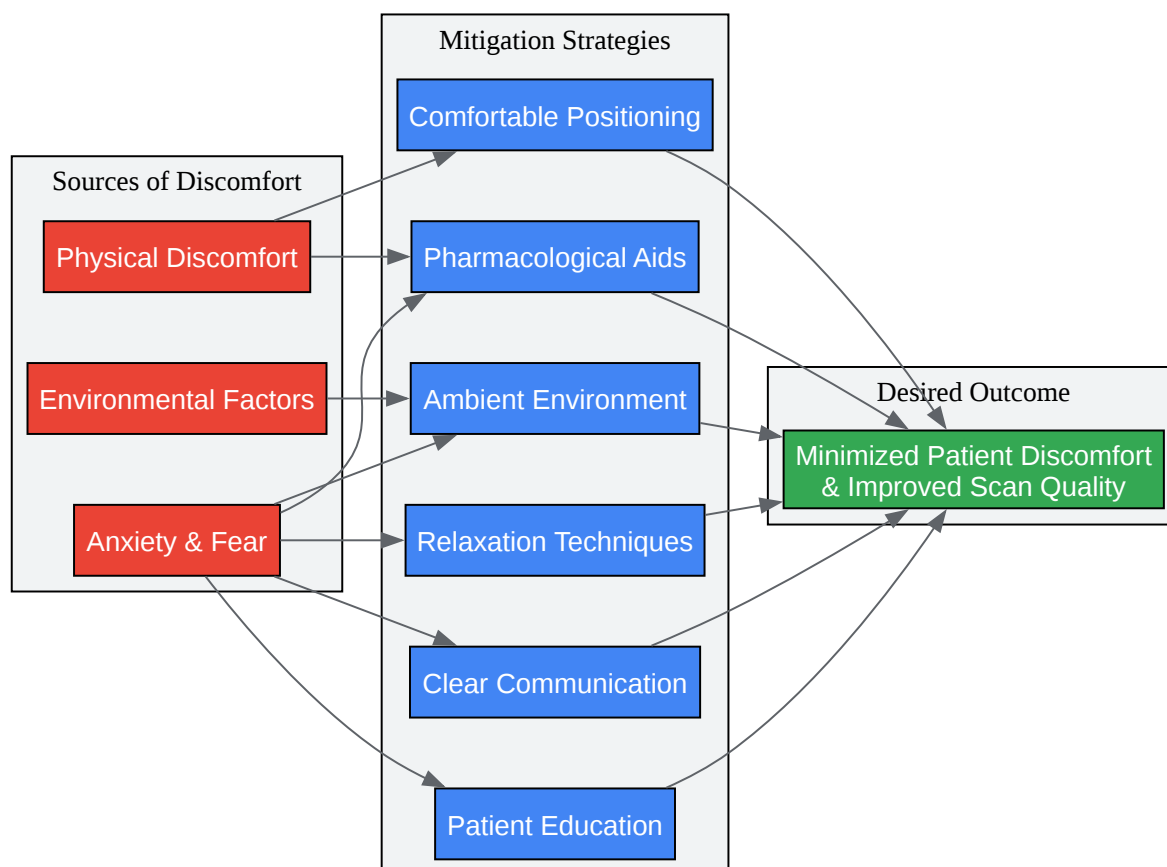 Mitigation Strategies
Comfortable Positioning
Sources of Discomfort
Physical Discomfort
Pharmacological Aids
Environmental Factors
Ambient Environment
Desired Outcome
Minimized Patient Discomfort
& Improved Scan Quality
Anxiety & Fear
Relaxation Techniques
Clear Communication
Patient Education